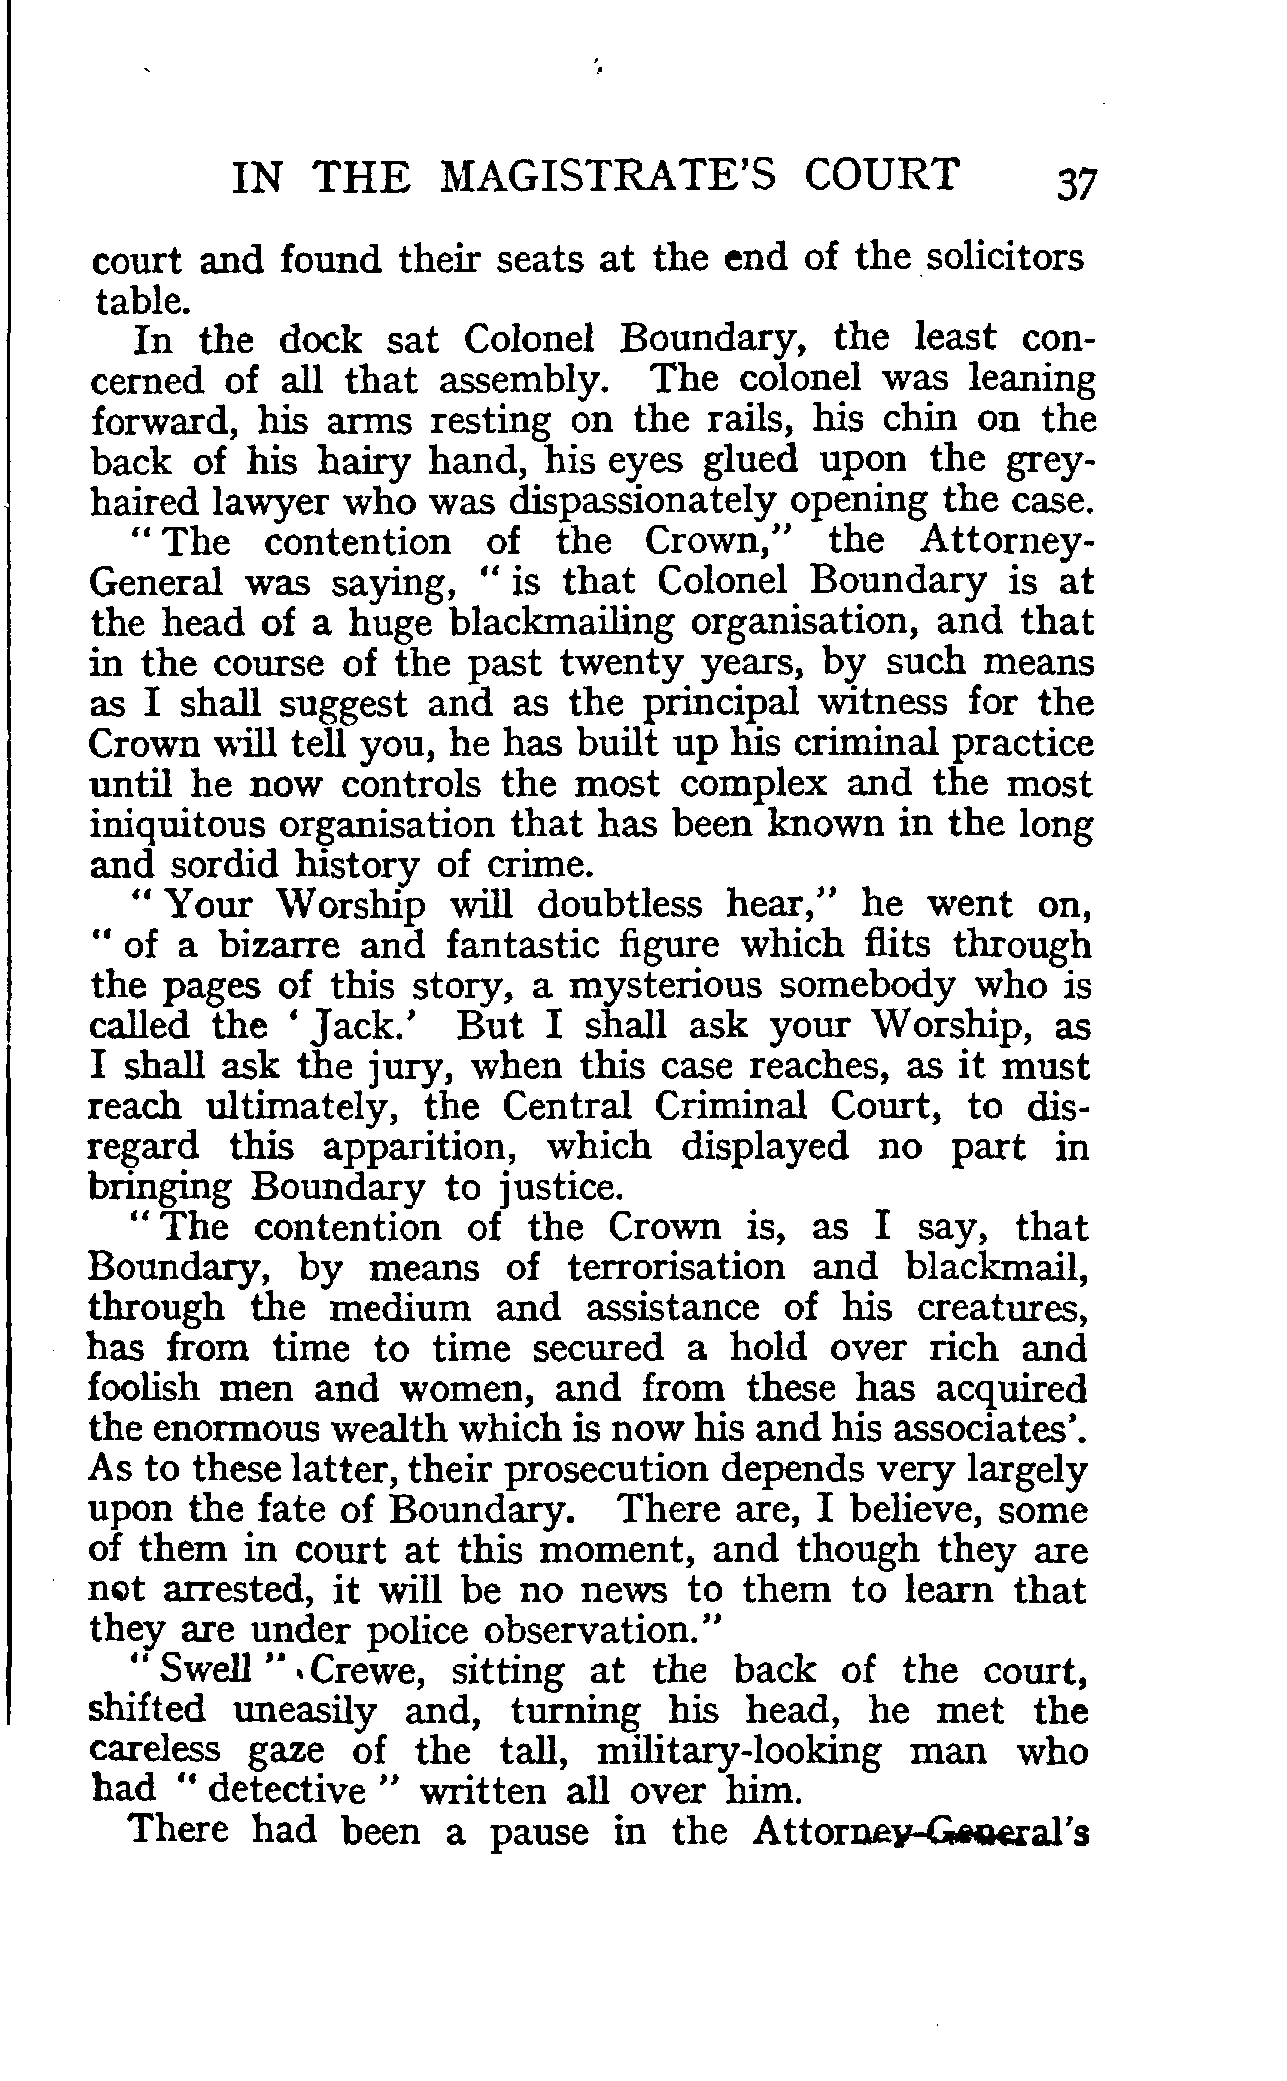 IN THE MAGISTRATE'S COURT 37
court and found their seats at the end of the solicitors
table.
In the dock sat Colonel Boundary, the least con-
cerned of all that assembly. The colonel was leaning
forward, his arms resting on the rails, his chin on the
back of his hairy hand, his eyes glued upon the grey-
haired lawyer who was dispassionately opening the case.
" The contention of the Crown," the Attorney-
General was saying, " is that Colonel Boundary is at
the head of a huge blackmailing organisation, and that
in the course of the past twenty years, by such means
as I shall suggest and as the principal witness for the
Crown will tell you, he has built up his criminal practice
until he now controls the most complex and the most
iniquitous organisation that has been known in the long
and sordid history of crime.
" Your Worship will doubtless hear," he went on,
" of a bizarre and fantastic figure which flits through
the pages of this story, a mysterious somebody who is
called the ' Jack.' But I shall ask your Worship, as
I shall ask the jury, when this case reaches, as it must
reach ultimately, the Central Criminal Court, to dis-
regard this apparition, which displayed no part in
bringing Boundary to justice.
" The contention of the Crown is, as I say, that
Boundary, by means of terrorisation and blackmail,
through the medium and assistance of his creatures,
has from time to time secured a hold over rich and
foolish men and women, and from these has acquired
the enormous wealth which is now his and his associates'.
As to these latter, their prosecution depends very largely
upon the fate of Boundary. There are, I believe, some
of them in court at this moment, and though they are
not arrested, it will be no news to them to learn that
they are under police observation."
" Swell " Crewe, sitting at the back of the court,
shifted uneasily and, turning his head, he met the
careless gaze of the tall, military-looking man who
had " detective " written all over him.
There had been a pause in the Attorney-General's